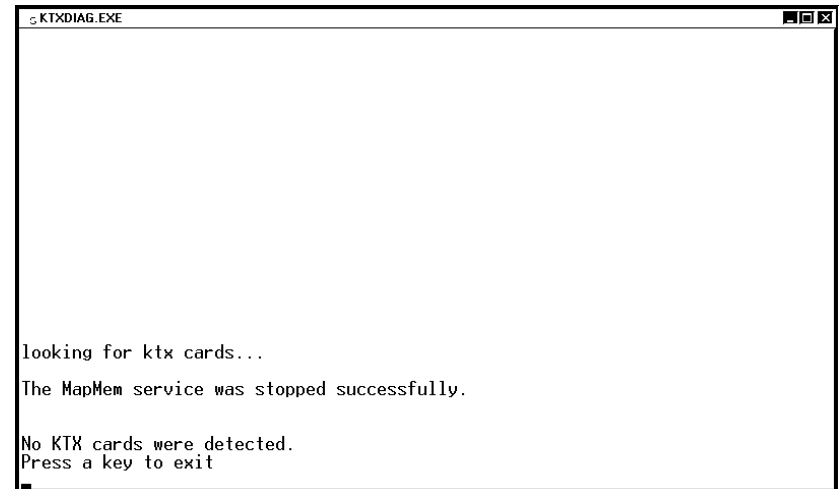 KTXDIAG.EXE
looking for ktx cards...
The MapMem service was stopped successfully.
No KTX cards were detected.
Press a key to exit